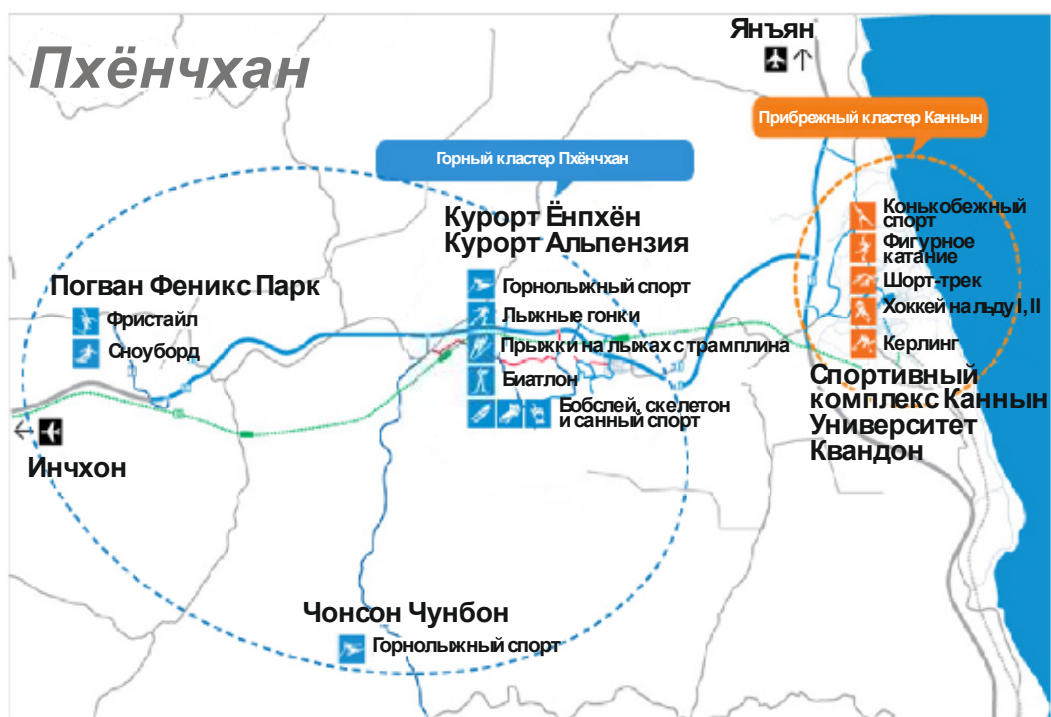 Пхёнчхан
Янъян
Прибрежный кластер Каннын
Горный кластер Пхёнчхан
Курорт Ёнпхён
Курорт Альпензия
Горнолыжный спорт
Лыжные гонки
Прыжки на лыжах с трамплина
Биатлон
Бобслей, скелетон
и санный спорт
Погван Феникс Парк
Фристайл
Сноуборд
Инчхон
Конькобежный
спорт
Фигурное
катание
Шорт-трек
Хоккей на льду I, II
Керлинг
Спортивный
комплекс Каннын
Университет
Квандон
Чонсон Чунбон
Горнолыжный спорт